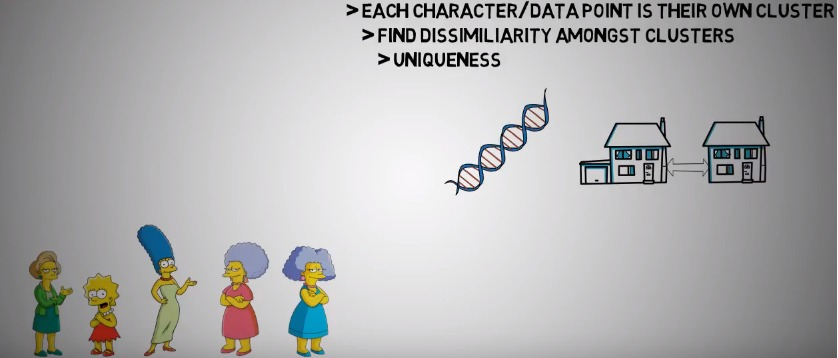 > EACH CHARACTER/DATA POINT IS THEIR OWN CLUSTER
> FIND DISSIMILIARITY AMONGST CLUSTERS
> UNIQUENESS